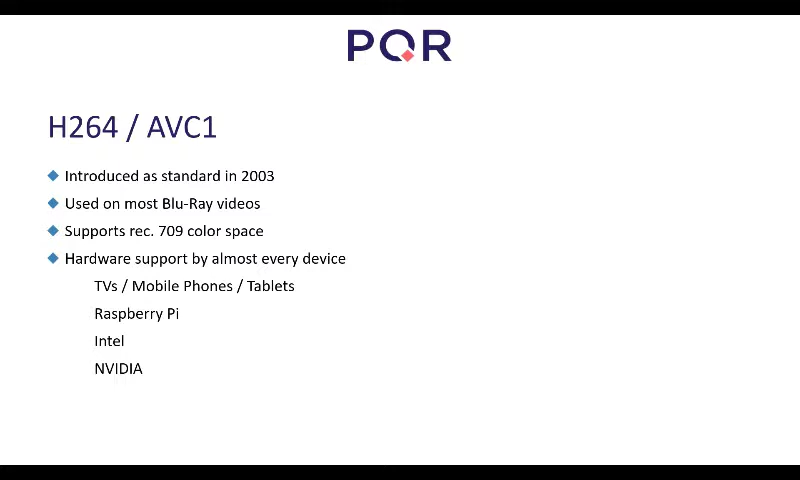 PQR
H264 / AVC1
Introduced as standard in 2003
Used on most Blu-Ray videos
Supports rec. 709 color space
Hardware support by almost every device
TVs / Mobile Phones / Tablets
Raspberry Pi
Intel
NVIDIA